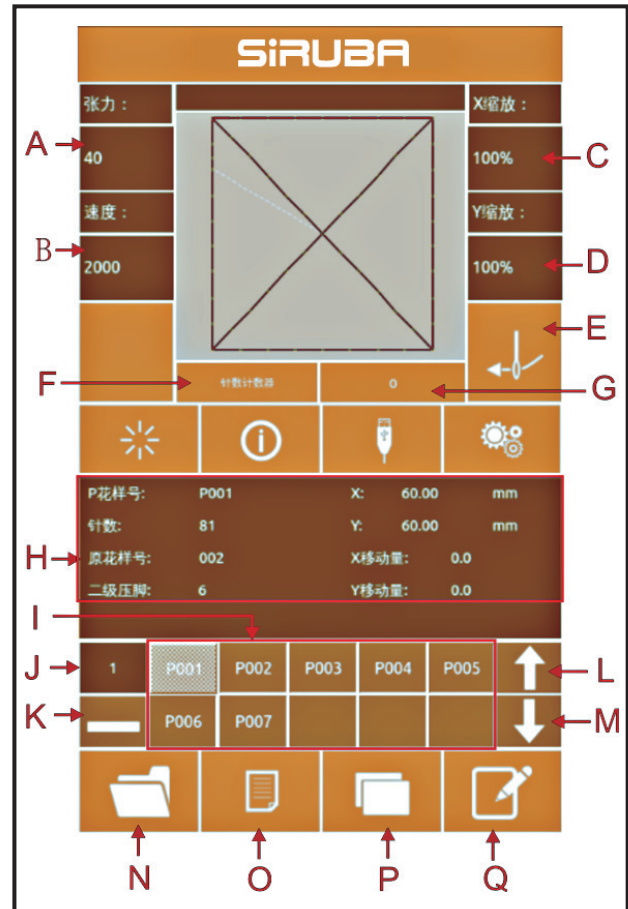 SiRUBA
张力：
X缩放：
A
40
100%
C
速度：
Y缩放：
B
2000
100%
D
E
F
针数计数器
0
G
P花样号: P001 X: 60.00 mm
针数: 81 Y: 60.00 mm
H
原花样号: 002 X移动量: 0.0
二级压脚: 6 Y移动量: 0.0
I
J
1
P001 P002 P003 P004 P005
L
K
P006 P007
M
N O P Q